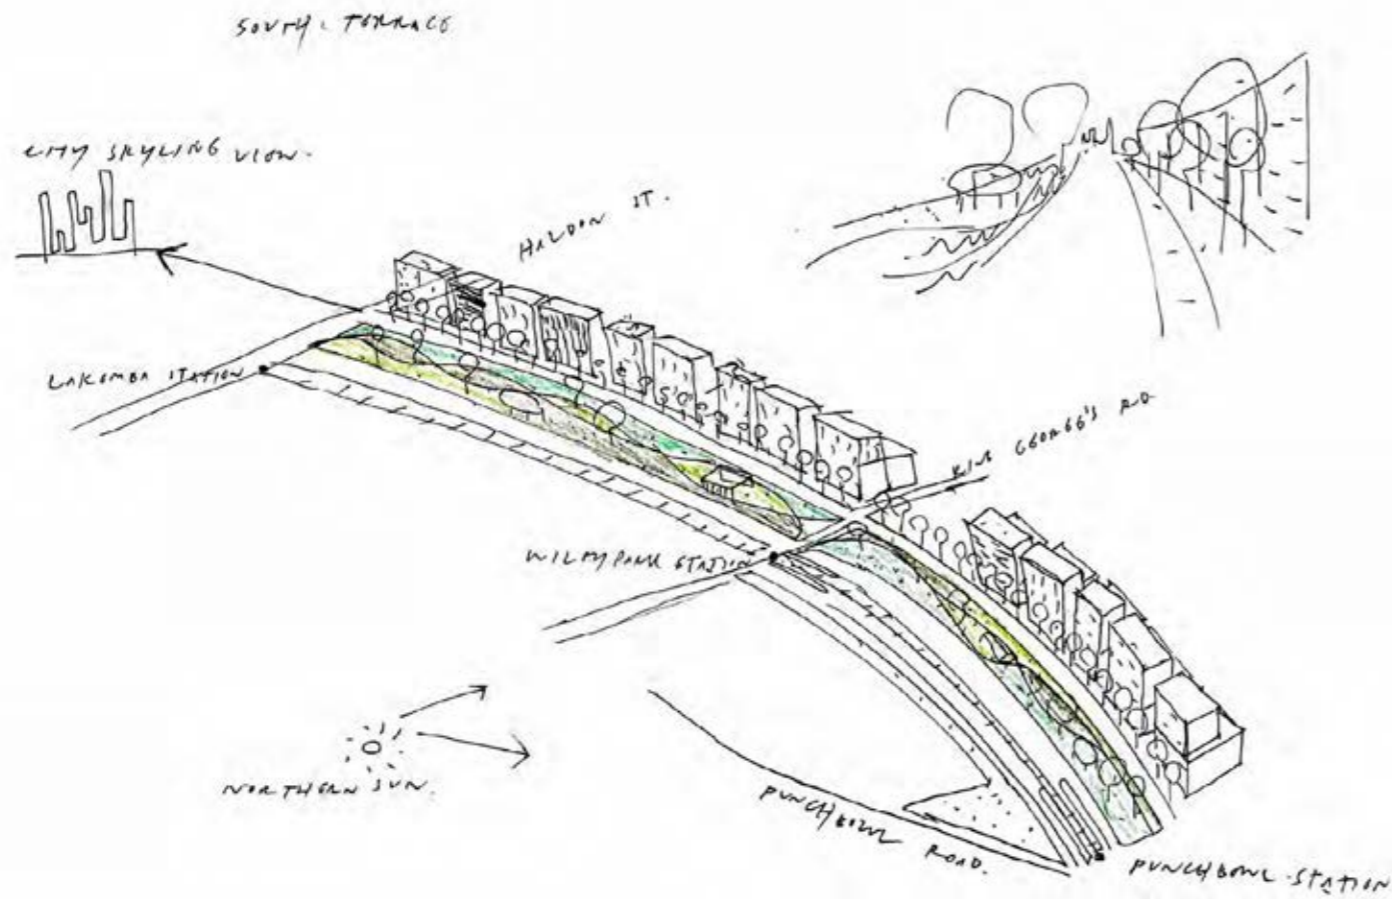 SOUTH. TERRACE
CITY SKYLINE VIEW.
HALDON ST.
LAKEMBA STATION
KING GEORGE'S RD
WILEY PARK STATION
NORTHERN SUN.
PUNCHBOWL ROAD.
PUNCHBOWL STATION